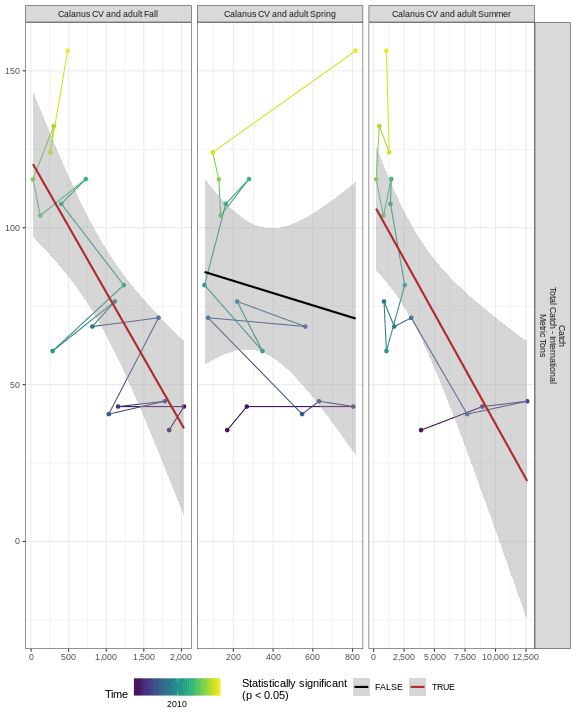 Calanus CV and adult Fall
Calanus CV and adult Spring
Calanus CV and adult Summer
150
100
50
0
Catch
Total Catch - International
Metric Tons
0 500 1,000 1,500 2,000
200 400 600 800
0 2,500 5,000 7,500 10,000 12,500
Time
2010
Statistically significant
(p < 0.05)
FALSE
TRUE